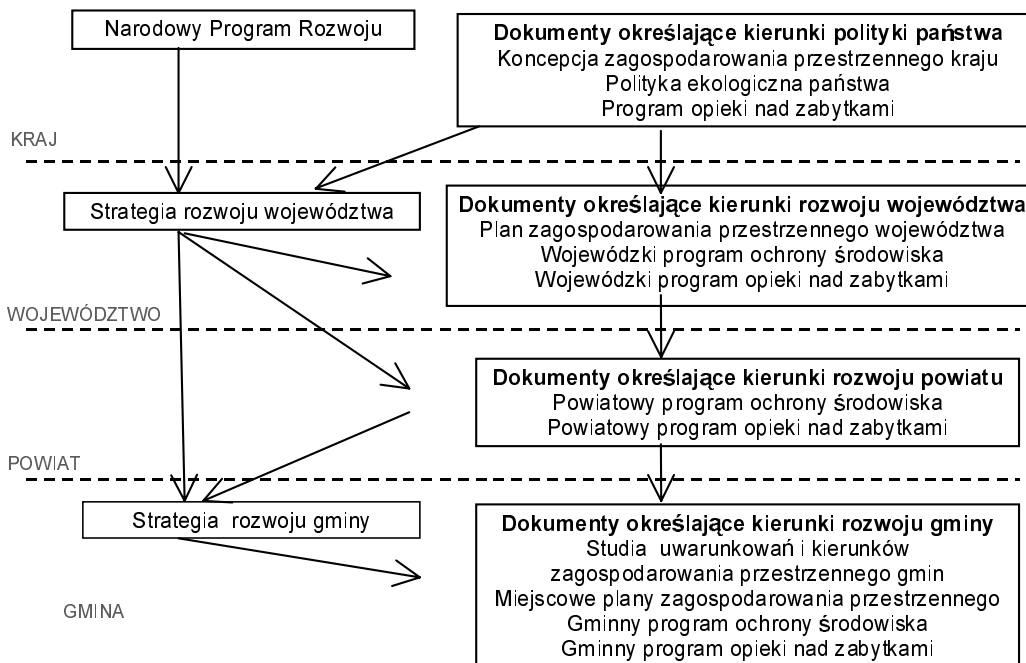 Narodowy Program Rozwoju
Dokumenty określające kierunki polityki państwa
Koncepcja zagospodarowania przestrzennego kraju
Polityka ekologiczna państwa
Program opieki nad zabytkami
KRAJ
Strategia rozwoju województwa
Dokumenty określające kierunki rozwoju województwa
Plan zagospodarowania przestrzennego województwa
Wojewódzki program ochrony środowiska
Wojewódzki program opieki nad zabytkami
WOJEWÓDZTWO
Dokumenty określające kierunki rozwoju powiatu
Powiatowy program ochrony środowiska
Powiatowy program opieki nad zabytkami
POWIAT
Strategia rozwoju gminy
Dokumenty określające kierunki rozwoju gminy
Studia uwarunkowań i kierunków
zagospodarowania przestrzennego gmin
Miejscowe plany zagospodarowania przestrzennego
Gminny program ochrony środowiska
Gminny program opieki nad zabytkami
GMINA